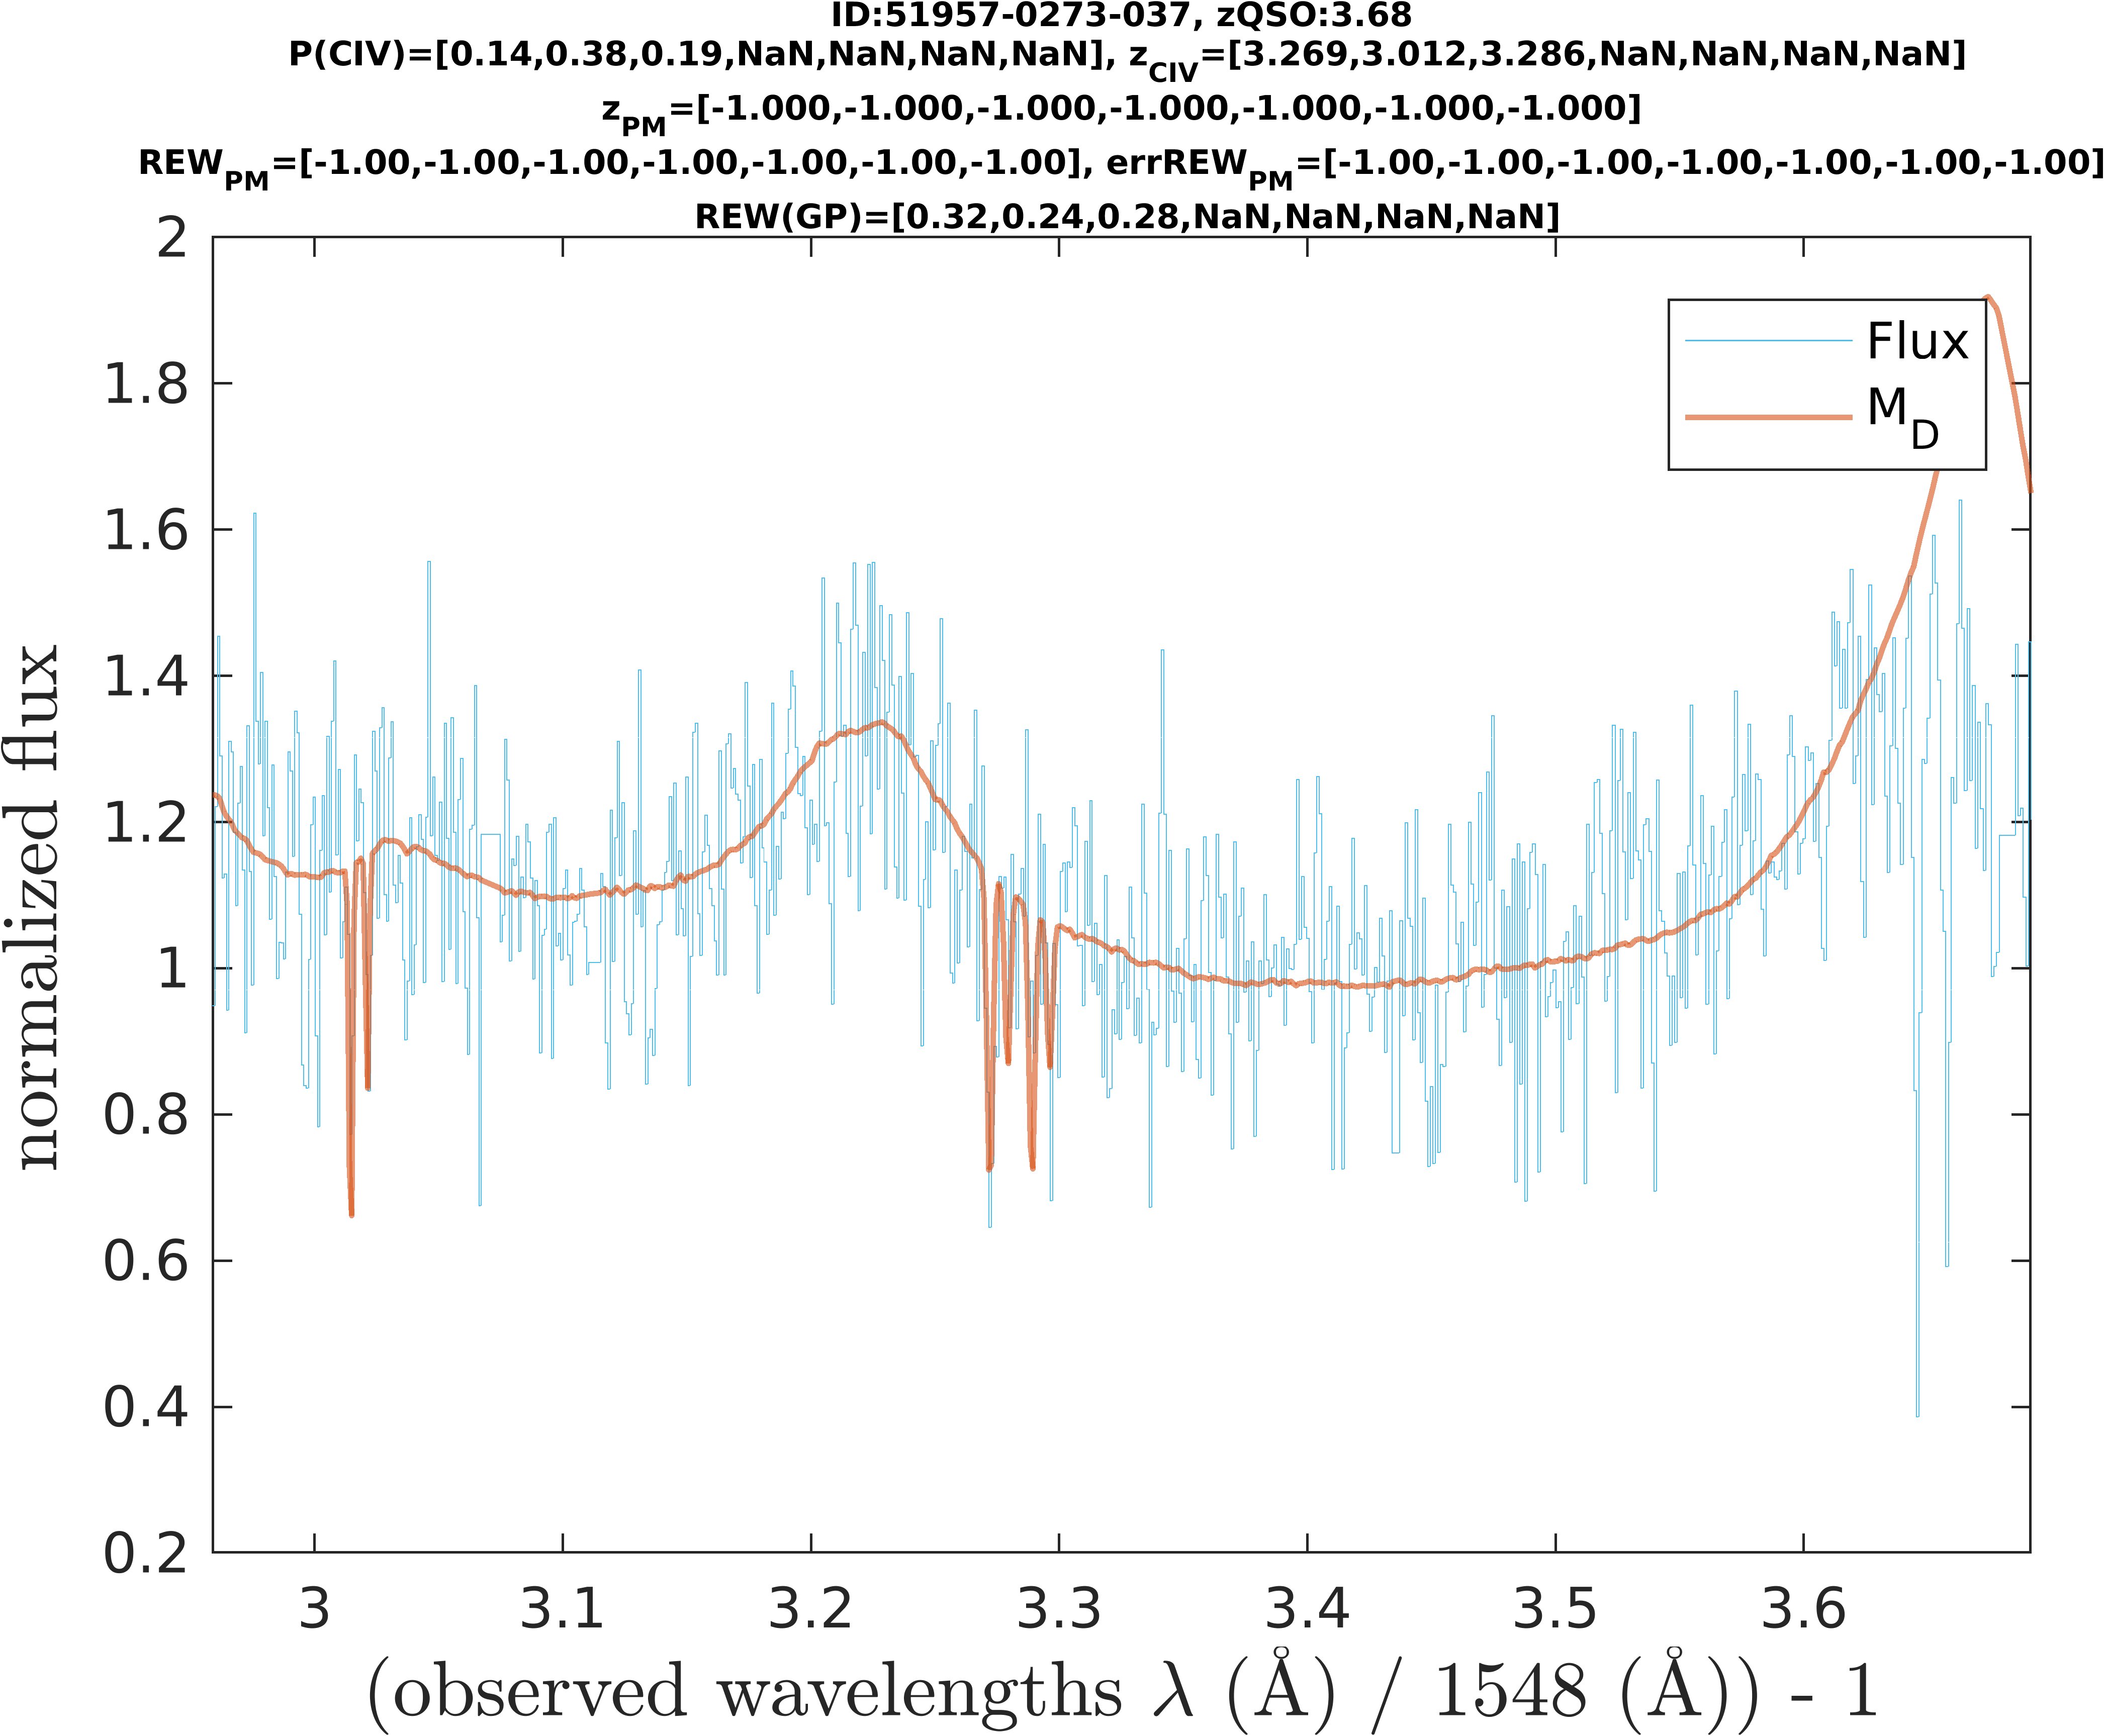 ID:51957-0273-037, zQSO:3.68
P(CIV)=[0.14,0.38,0.19,NaN,NaN,NaN,NaN], zCIV=[3.269,3.012,3.286,NaN,NaN,NaN,NaN]
zPM=[-1.000,-1.000,-1.000,-1.000,-1.000,-1.000,-1.000]
REWPM=[-1.00,-1.00,-1.00,-1.00,-1.00,-1.00,-1.00], errREWPM=[-1.00,-1.00,-1.00,-1.00,-1.00,-1.00,-1.00]
REW(GP)=[0.32,0.24,0.28,NaN,NaN,NaN,NaN]
2
1.8
1.6
1.4
1.2
1
0.8
0.6
0.4
0.2
normalized flux
Flux
MD
3 3.1 3.2 3.3 3.4 3.5 3.6
(observed wavelengths λ (Å) / 1548 (Å)) - 1